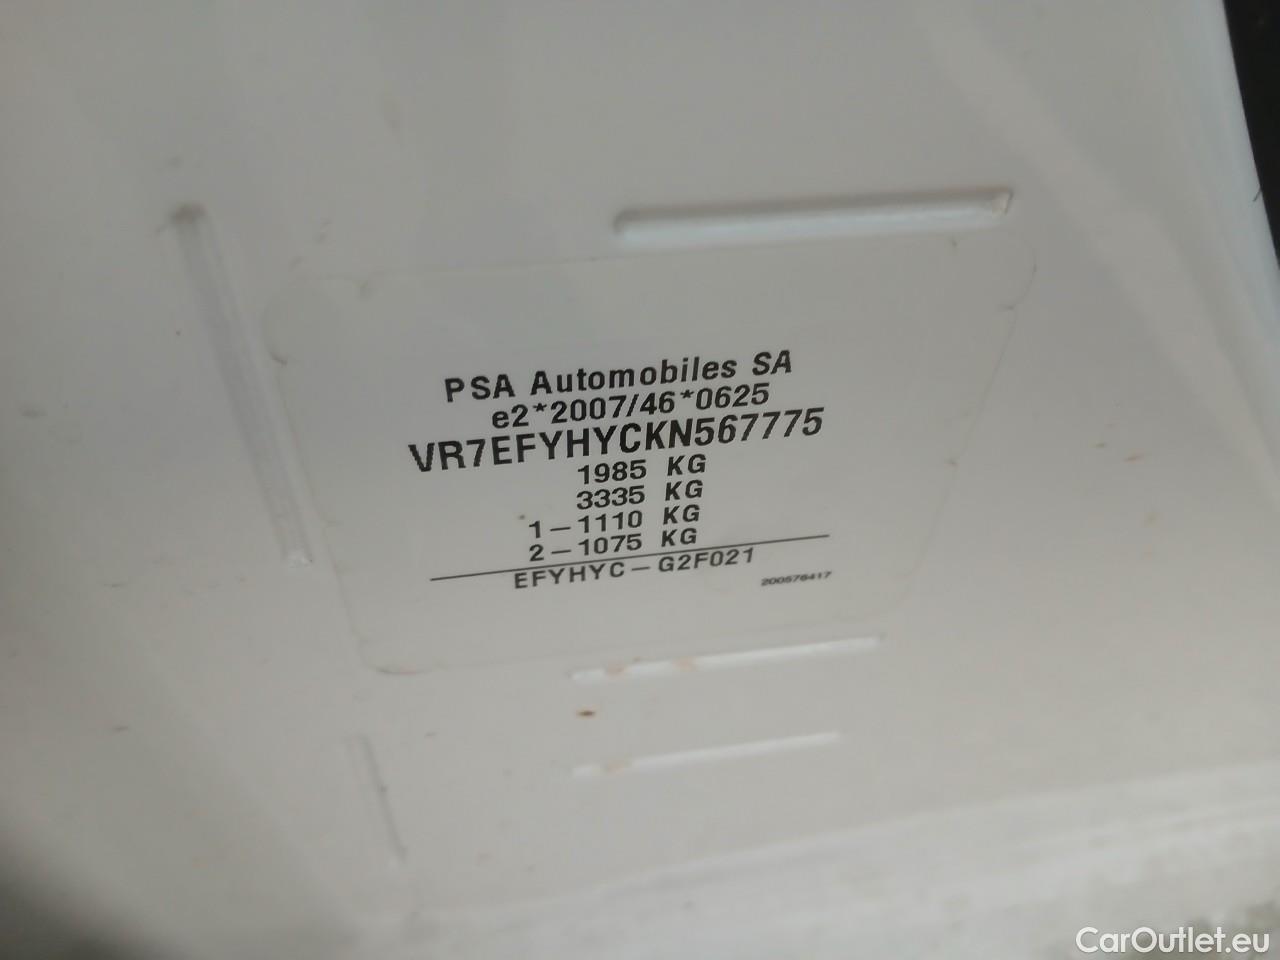 PSA Automobiles SA
e2*2007/46*0625
VR7EFYHYCKN567775
1985 KG
3335 KG
1-1110 KG
2-1075 KG
EFYHYC-G2F021
200576417
CarOutlet.eu